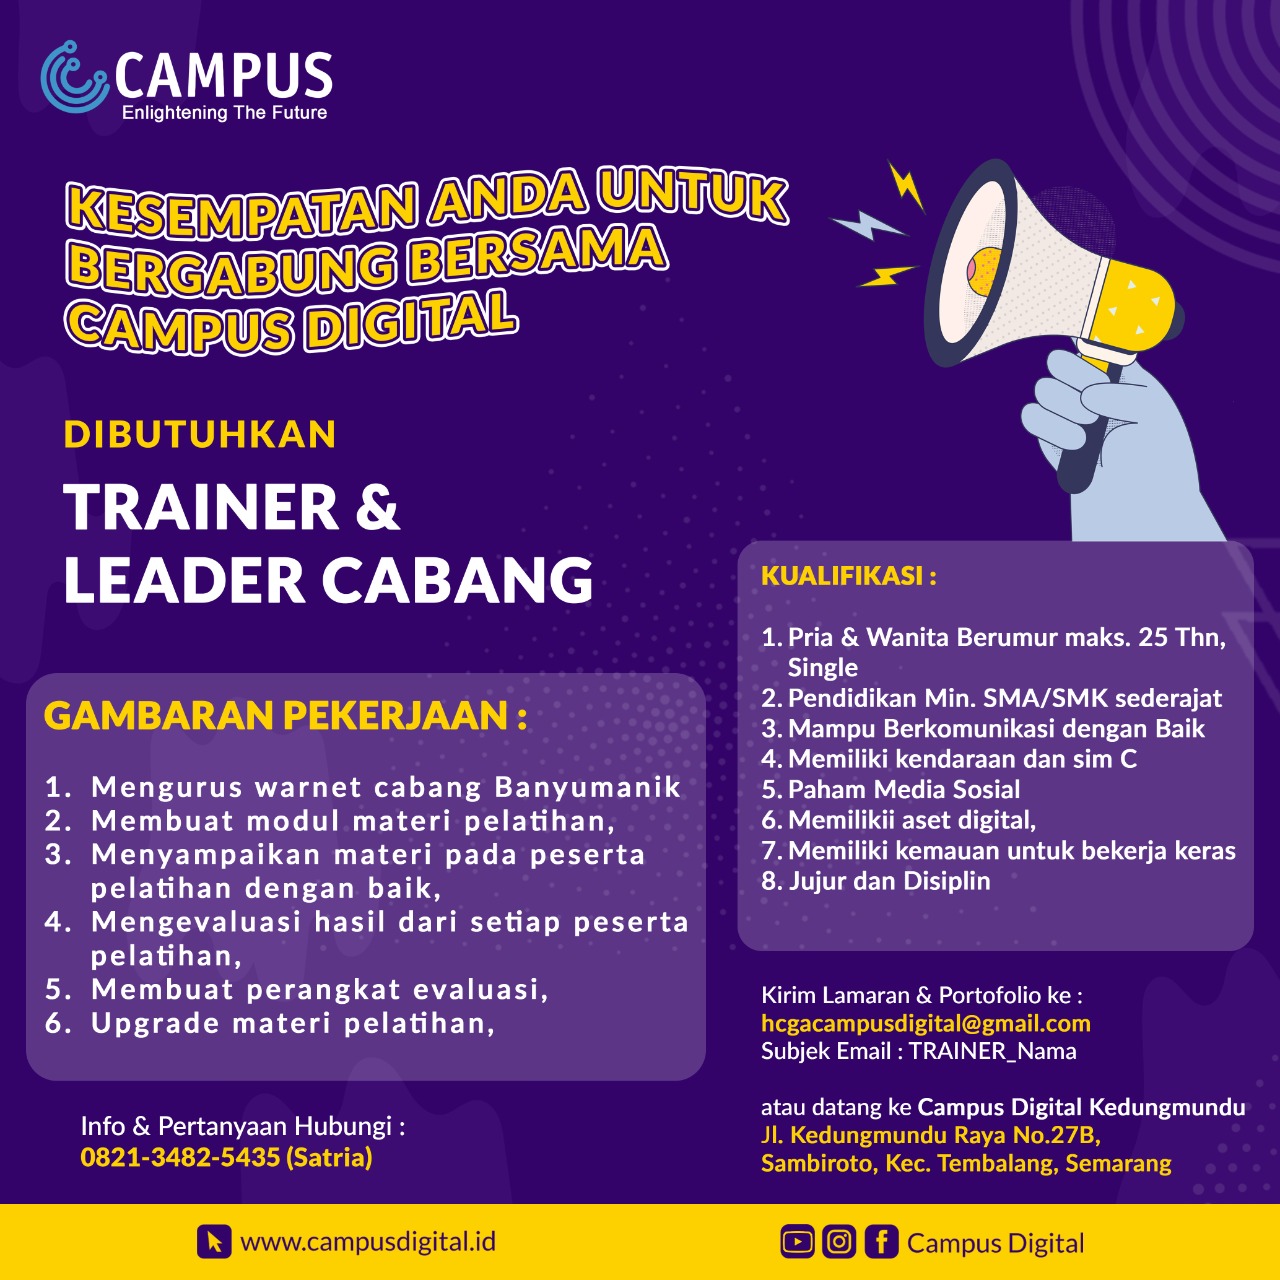 CAMPUS
Enlightening The Future
KESEMPATAN ANDA UNTUK
BERGABUNG BERSAMA
CAMPUS DIGITAL
DIBUTUHKAN
TRAINER &
LEADER CABANG
GAMBARAN PEKERJAAN :
1. Mengurus warnet cabang Banyumanik
2. Membuat modul materi pelatihan,
3. Menyampaikan materi pada peserta
pelatihan dengan baik,
4. Mengevaluasi hasil dari setiap peserta
pelatihan,
5. Membuat perangkat evaluasi,
6. Upgrade materi pelatihan,
Info & Pertanyaan Hubungi :
0821-3482-5435 (Satria)
KUALIFIKASI :
1. Pria & Wanita Berumur maks. 25 Thn,
Single
2. Pendidikan Min. SMA/SMK sederajat
3. Mampu Berkomunikasi dengan Baik
4. Memiliki kendaraan dan sim C
5. Paham Media Sosial
6. Memilikii aset digital,
7. Memiliki kemauan untuk bekerja keras
8. Jujur dan Disiplin
Kirim Lamaran & Portofolio ke :
hcgacampusdigital@gmail.com
Subjek Email : TRAINER_Nama
atau datang ke Campus Digital Kedungmundu
Jl. Kedungmundu Raya No.27B,
Sambiroto, Kec. Tembalang, Semarang
www.campusdigital.id
Campus Digital